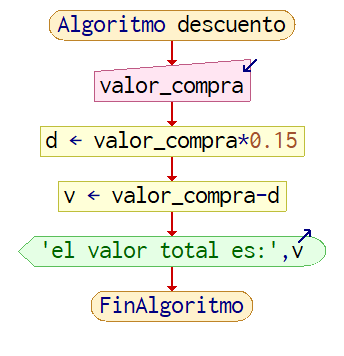 Algoritmo descuento
valor_compra
d ← valor_compra*0.15
v ← valor_compra-d
'el valor total es:',v
FinAlgoritmo